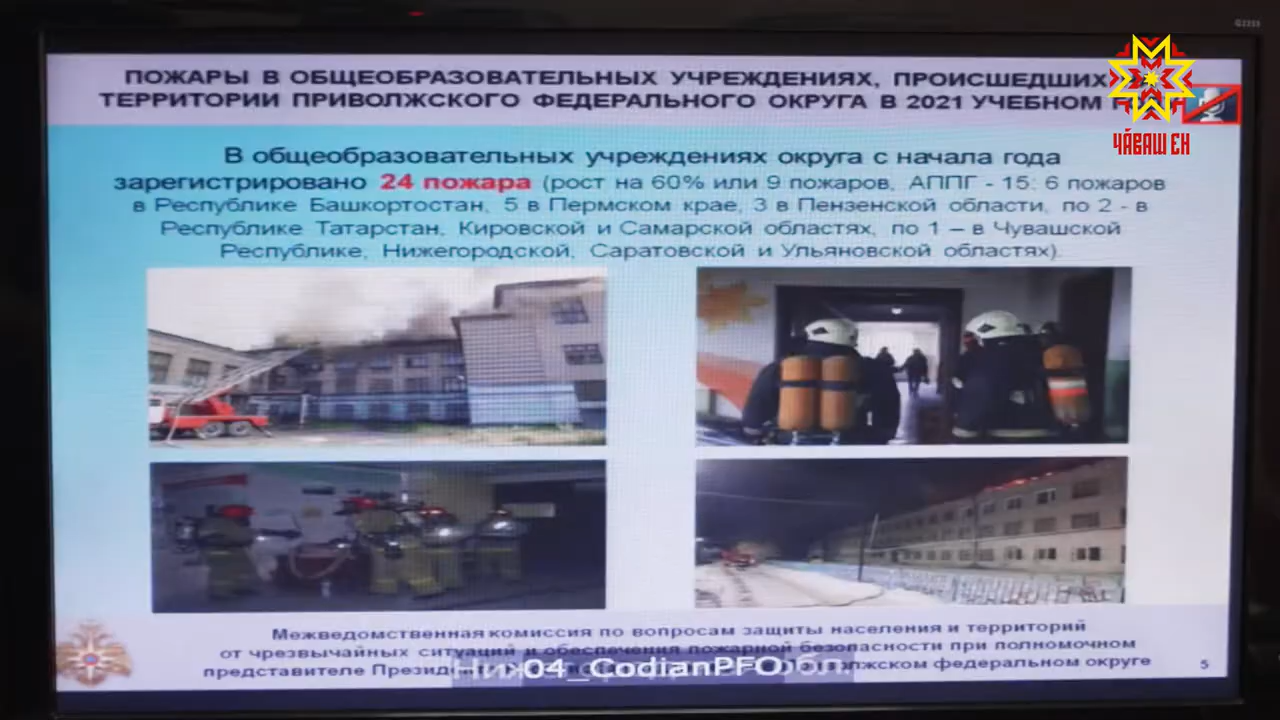 ПОЖАРЫ В ОБЩЕОБРАЗОВАТЕЛЬНЫХ УЧРЕЖДЕНИЯХ, ПРОИСШЕДШИХ
ТЕРРИТОРИИ ПРИВОЛЖСКОГО ФЕДЕРАЛЬНОГО ОКРУГА В 2021 УЧЕБНОМ
ЧӐВАШ ЕН
В общеобразовательных учреждениях округа с начала года
зарегистрировано 24 пожара (рост на 60% или 9 пожаров, АППГ - 15: 6 пожаров
в Республике Башкортостан, 5 в Пермском крае, 3 в Пензенской области, по 2 - в
Республике Татарстан, Кировской и Самарской областях, по 1 – в Чувашской
Республике, Нижегородской, Саратовской и Ульяновской областях).
Межведомственная комиссия по вопросам защиты населения и территорий
от чрезвычайных ситуаций и обеспечения пожарной безопасности при полномочном
представителе федеральном округе
04_CodianPFO
5